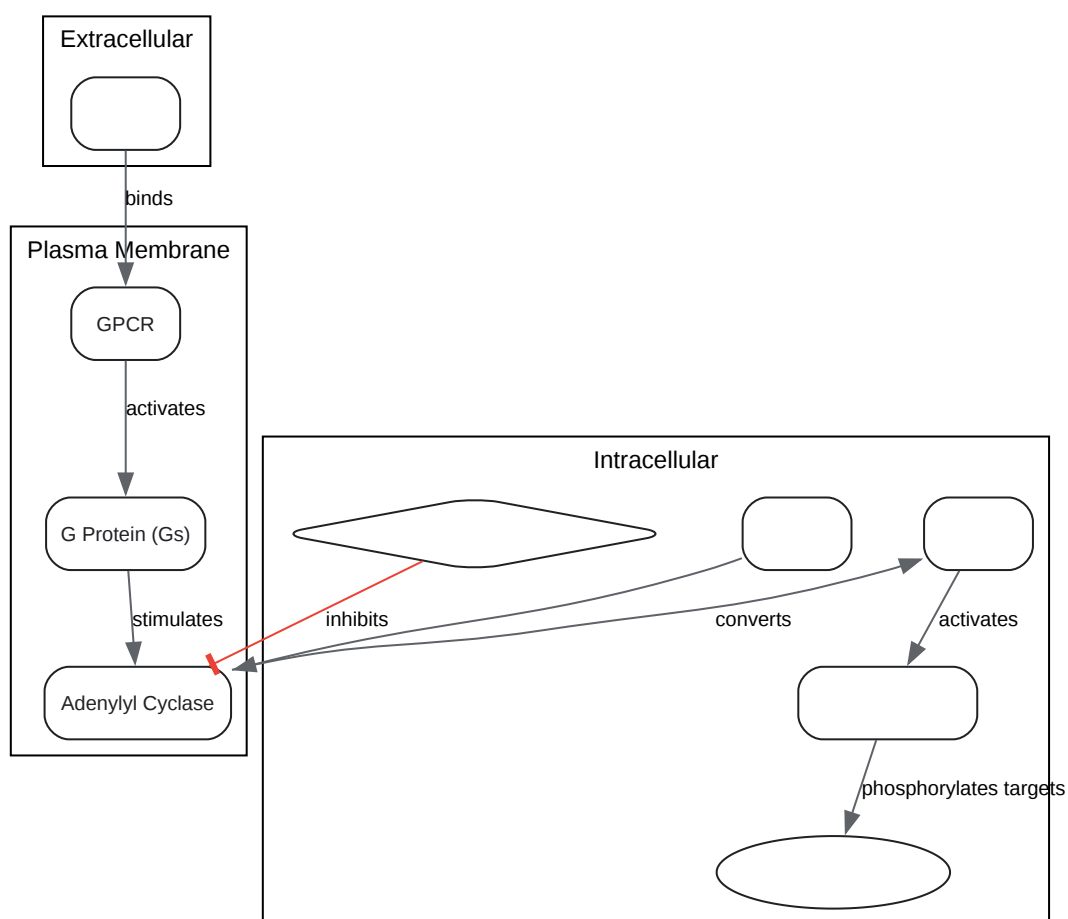 Extracellular
binds
Plasma Membrane
GPCR
activates
Intracellular
G Protein (Gs)
stimulates
inhibits
converts
activates
Adenylyl Cyclase
phosphorylates targets